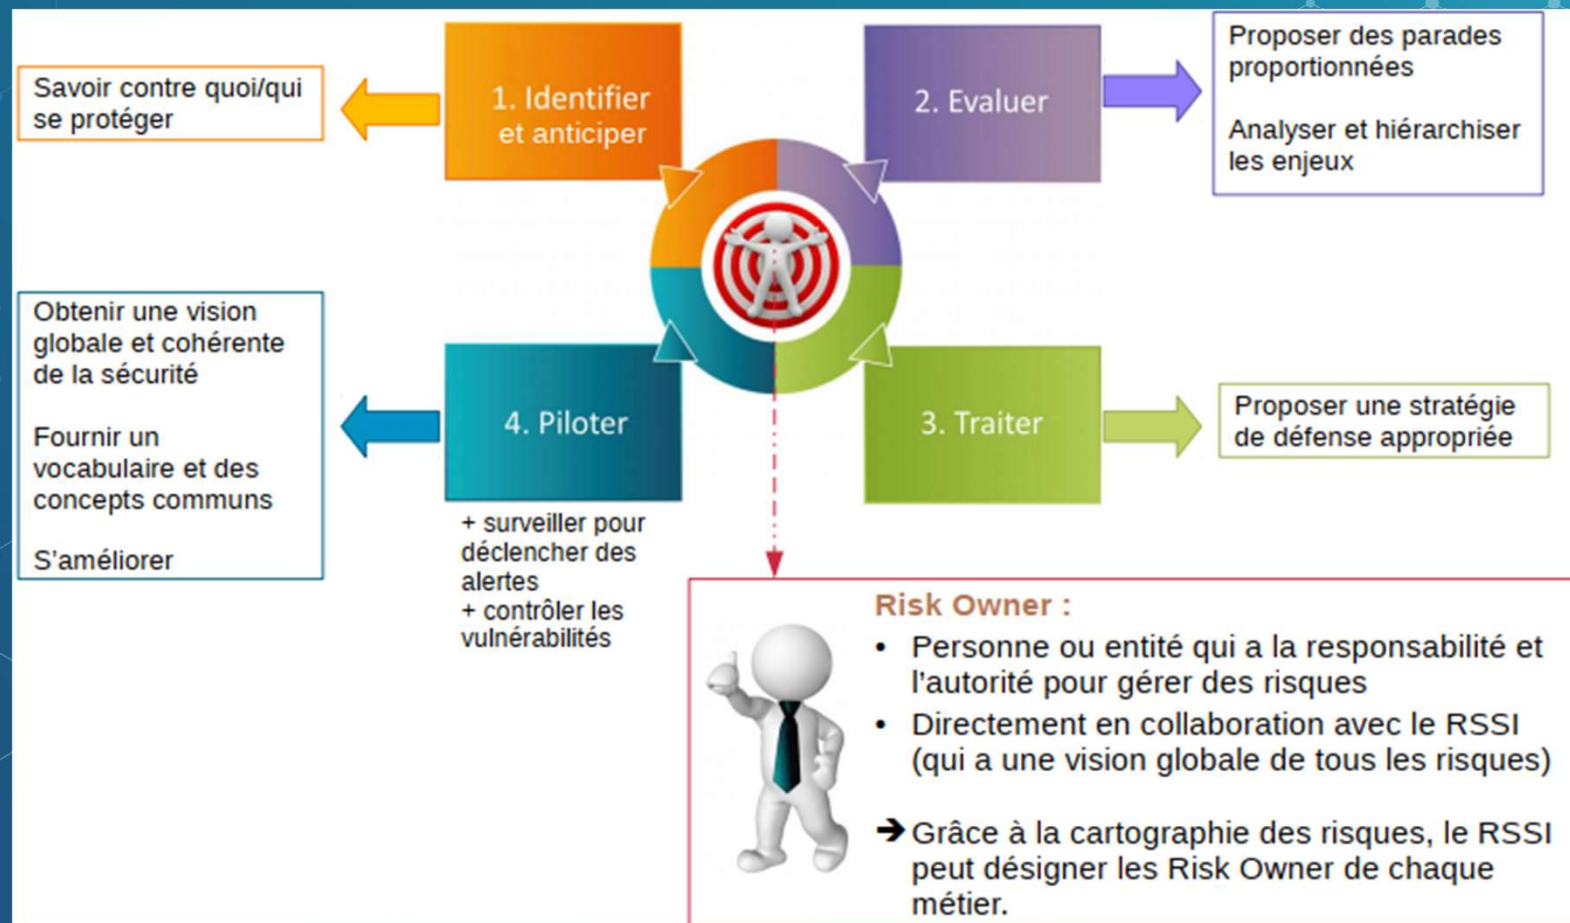 Savoir contre quoi/qui
se protéger
1. Identifier
et anticiper
2. Evaluer
Proposer des parades
proportionnées
Analyser et hiérarchiser
les enjeux
Obtenir une vision
globale et cohérente
de la sécurité
Fournir un
vocabulaire et des
concepts communs
S'améliorer
4. Piloter
+ surveiller pour
déclencher des
alertes
+ contrôler les
vulnérabilités
3. Traiter
Proposer une stratégie
de défense appropriée
Risk Owner :
• Personne ou entité qui a la responsabilité et
l'autorité pour gérer des risques
• Directement en collaboration avec le RSSI
(qui a une vision globale de tous les risques)
➔ Grâce à la cartographie des risques, le RSSI
peut désigner les Risk Owner de chaque
métier.